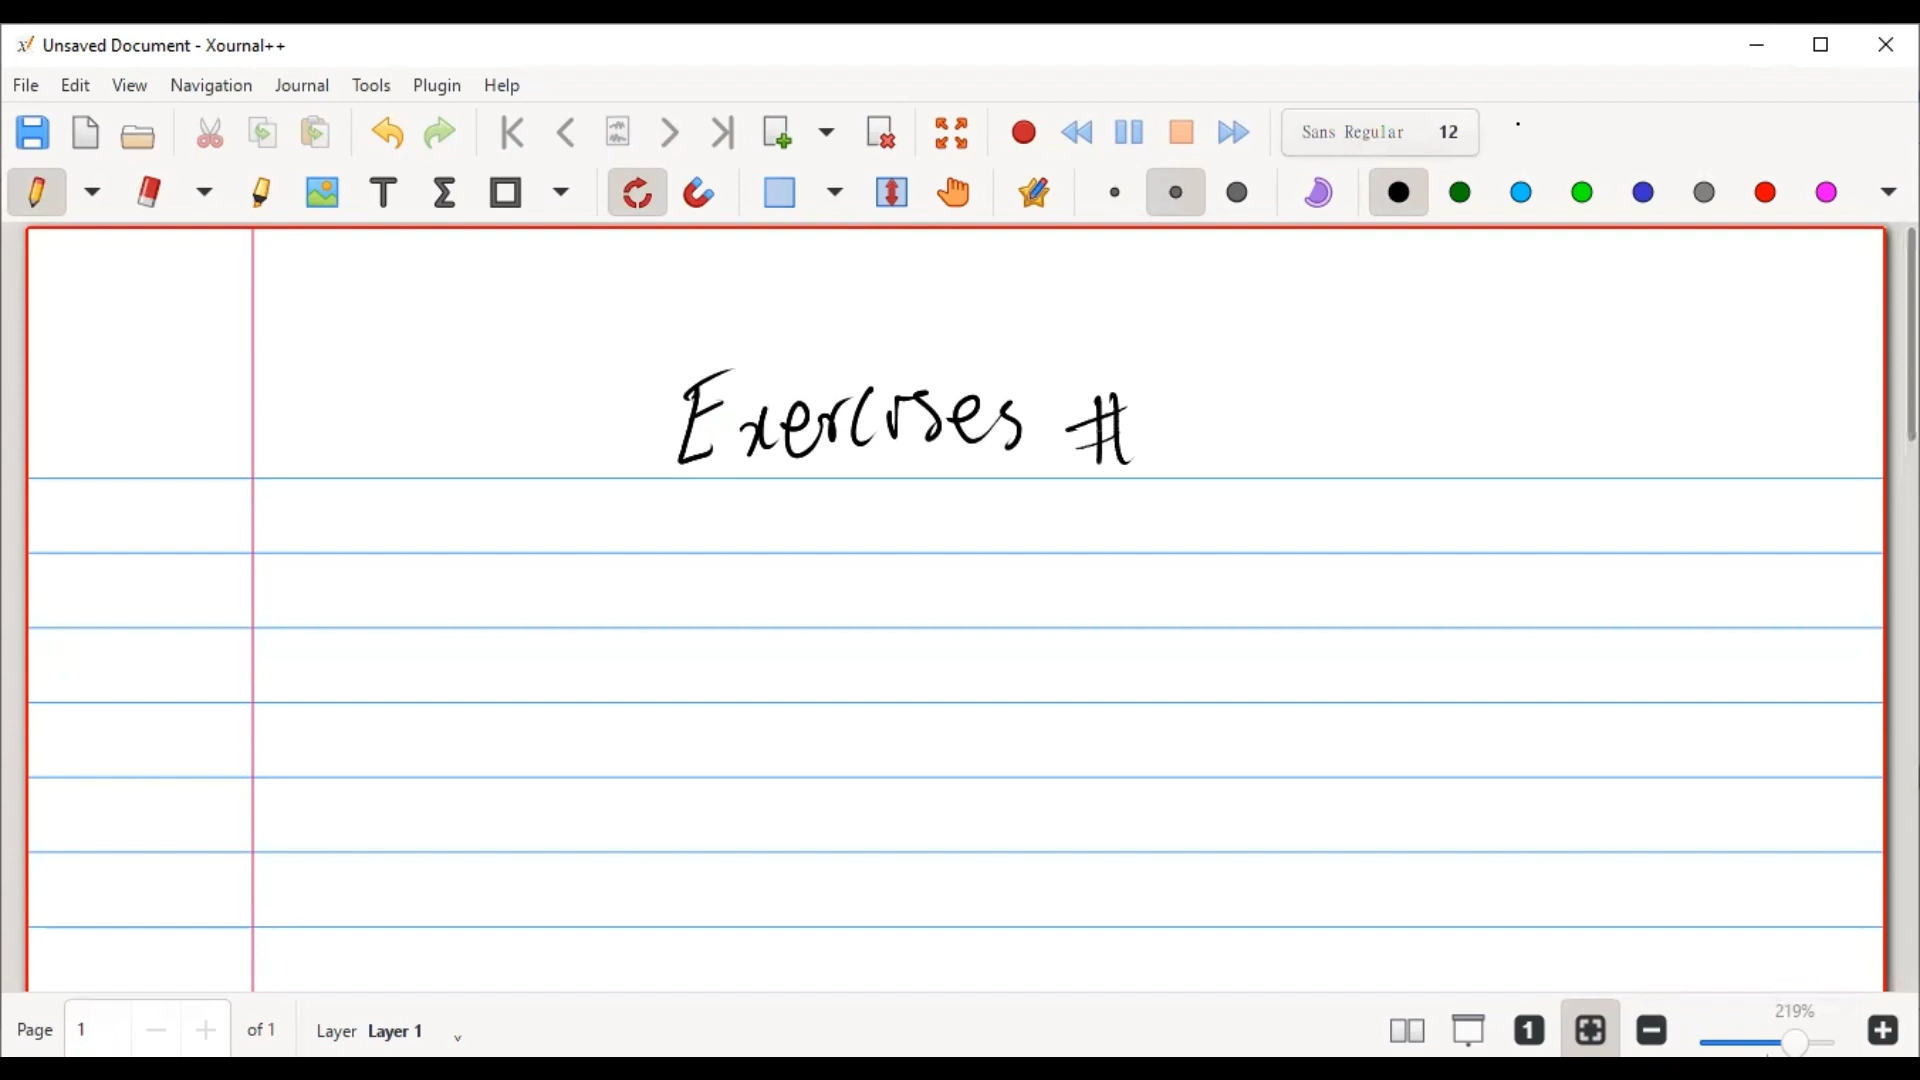 Unsaved Document - Xournal++
File Edit View Navigation Journal Tools Plugin Help
Sans Regular 12
Exercises #
Page 1 of 1 Layer Layer 1 219%